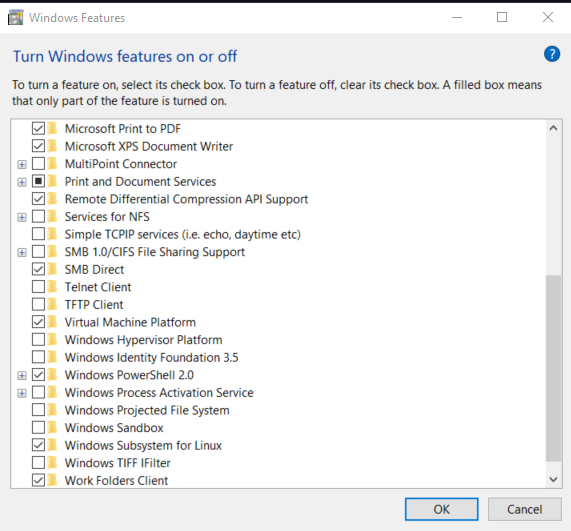 Windows Features
Turn Windows features on or off
?
To turn a feature on, select its check box. To turn a feature off, clear its check box. A filled box means
that only part of the feature is turned on.
Microsoft Print to PDF
Microsoft XPS Document Writer
MultiPoint Connector
Print and Document Services
Remote Differential Compression API Support
Services for NFS
Simple TCPIP services (i.e. echo, daytime etc)
SMB 1.0/CIFS File Sharing Support
SMB Direct
Telnet Client
TFTP Client
Virtual Machine Platform
Windows Hypervisor Platform
Windows Identity Foundation 3.5
Windows PowerShell 2.0
Windows Process Activation Service
Windows Projected File System
Windows Sandbox
Windows Subsystem for Linux
Windows TIFF IFilter
Work Folders Client
OK
Cancel